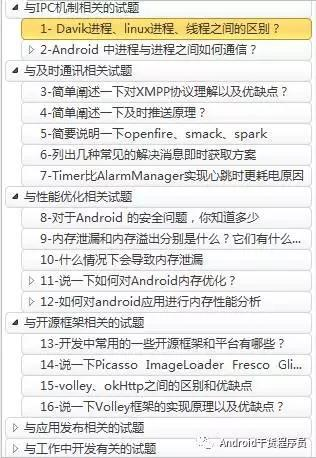 与IPC机制相关的试题
1- Davik进程、linux进程、线程之间的区别？
2-Android 中进程与进程之间如何通信？
与及时通讯相关试题
3-简单阐述一下对XMPP协议理解以及优缺点？
4-简单阐述一下及时推送原理？
5-简要说明一下openfire、smack、spark
6-列出几种常见的解决消息即时获取方案
7-Timer比AlarmManager实现心跳时更耗电原因
与性能优化相关试题
8-对于Android 的安全问题，你知道多少
9-内存泄漏和内存溢出分别是什么？它们有什么...
10-什么情况下会导致内存泄漏
11-说一下如何对Android内存优化？
12-如何对android应用进行内存性能分析
与开源框架相关的试题
13-开发中常用的一些开源框架和平台有哪些？
14-说一下Picasso ImageLoader Fresco Gli...
15-volley、okHttp之间的区别和优缺点
16-说一下Volley框架的实现原理以及优缺点？
与应用发布相关试题
与工作中开发有关的试题
Android干货程序员